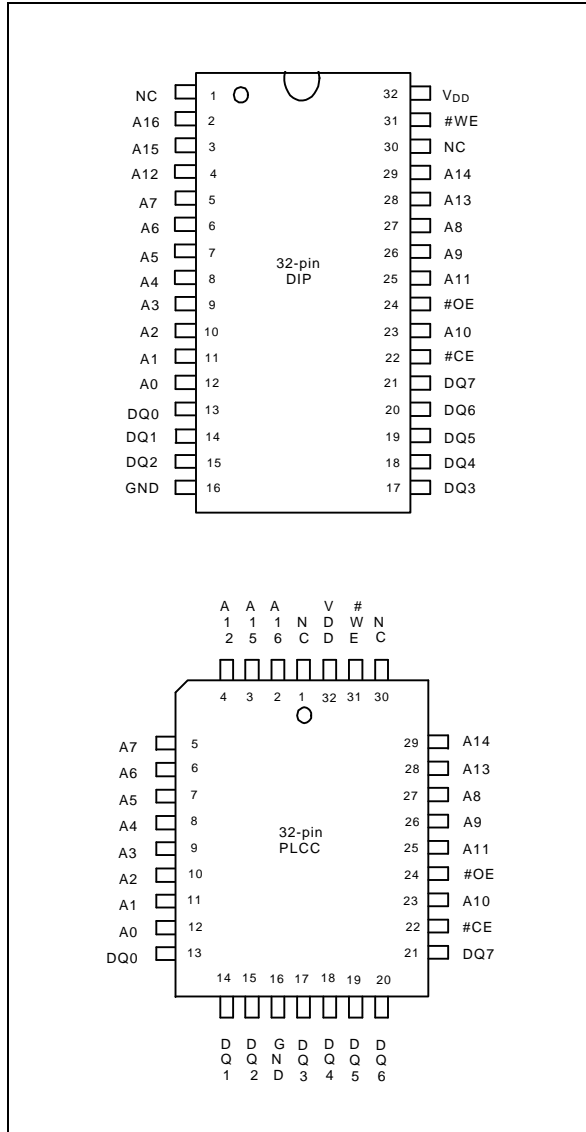 NC 1 32 VDD
A16 2 31 #WE
A15 3 30 NC
A12 4 29 A14
A7 5 28 A13
A6 6 27 A8
A5 7 26 A9
A4 8 25 A11
A3 9 24 #OE
A2 10 23 A10
A1 11 22 #CE
A0 12 21 DQ7
DQ0 13 20 DQ6
DQ1 14 19 DQ5
DQ2 15 18 DQ4
GND 16 17 DQ3
32-pin
DIP
A12 A15 A16 NC VDD #WE NC
4 3 2 1 32 31 30
A7 5 29 A14
A6 6 28 A13
A5 7 27 A8
A4 8 26 A9
A3 9 25 A11
A2 10 24 #OE
A1 11 23 A10
A0 12 22 #CE
DQ0 13 21 DQ7
32-pin
PLCC
14 15 16 17 18 19 20
DQ1 DQ2 GND DQ3 DQ4 DQ5 DQ6